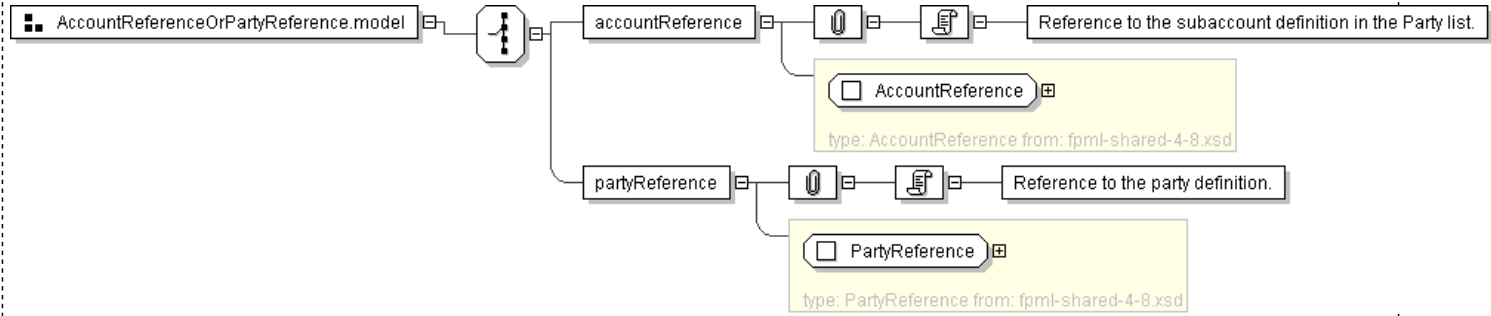 AccountReferenceOrPartyReference.model
accountReference
Reference to the subaccount definition in the Party list.
AccountReference
type: AccountReference from: fpml-shared-4-8.xsd
partyReference
Reference to the party definition.
PartyReference
type: PartyReference from: fpml-shared-4-8.xsd